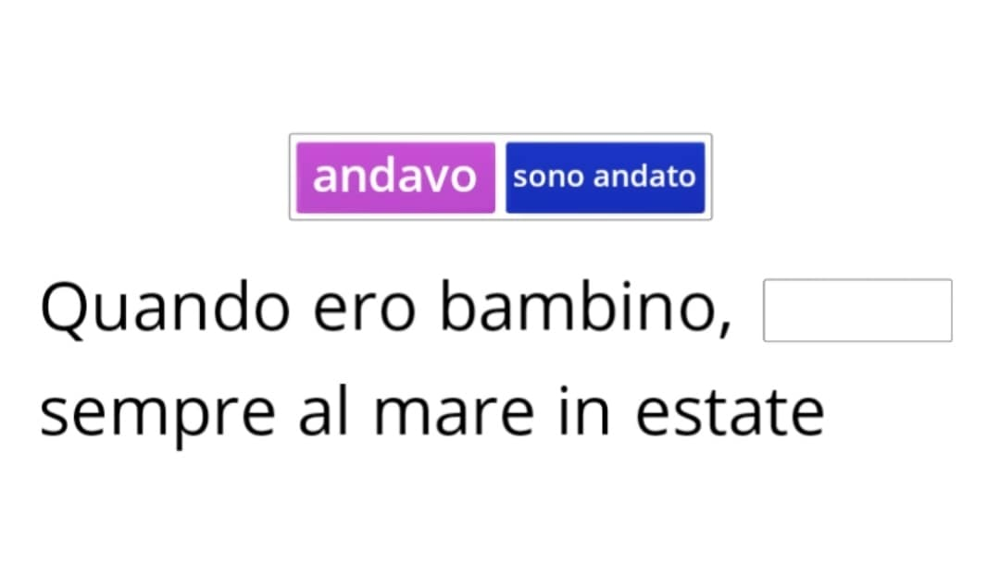 andavo sono andato
Quando ero bambino,
sempre al mare in estate